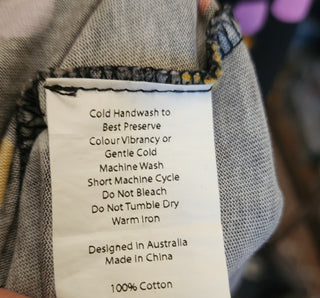 Cold Handwash to
Best Preserve
Colour Vibrancy or
Gentle Cold
Machine Wash
Short Machine Cycle
Do Not Bleach
Do Not Tumble Dry
Warm Iron
Designed in Australia
Made in China
100% Cotton